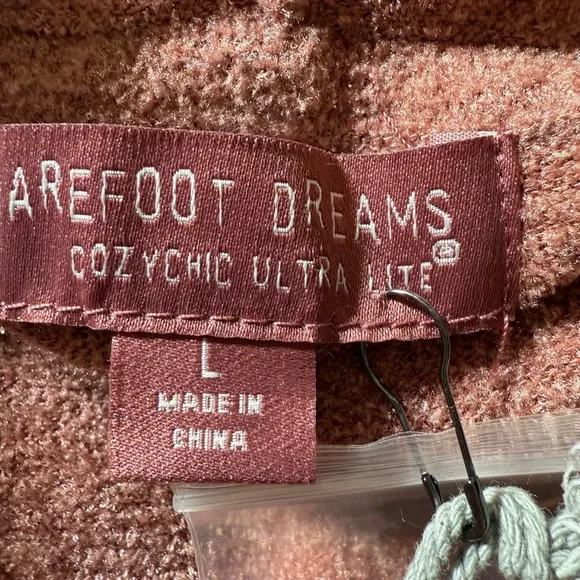 AREFOOT DREAMS®
COZYCHIC ULTRA LITE
L
MADE IN
CHINA